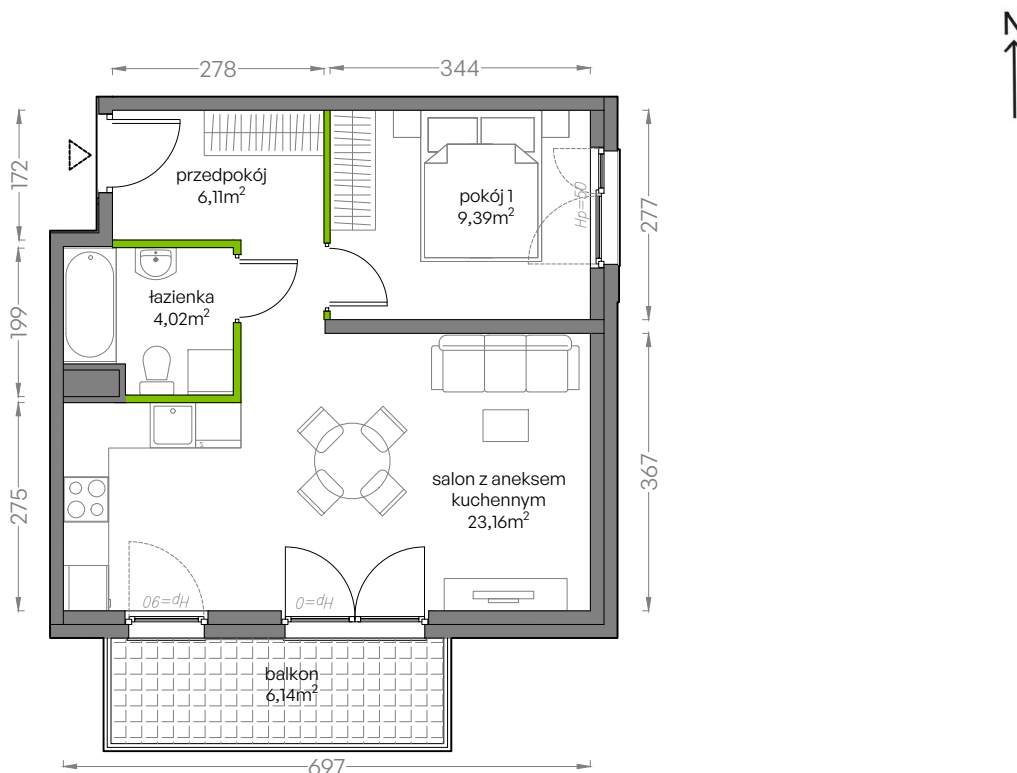 N
278
344
172
przedpokój
6,11m²
pokój 1
9,39m²
Hp=50
277
łazienka
4,02m²
199
salon z aneksem
kuchennym
23,16m²
367
275
Hp=90
Hp=0
balkon
6,14m²
697